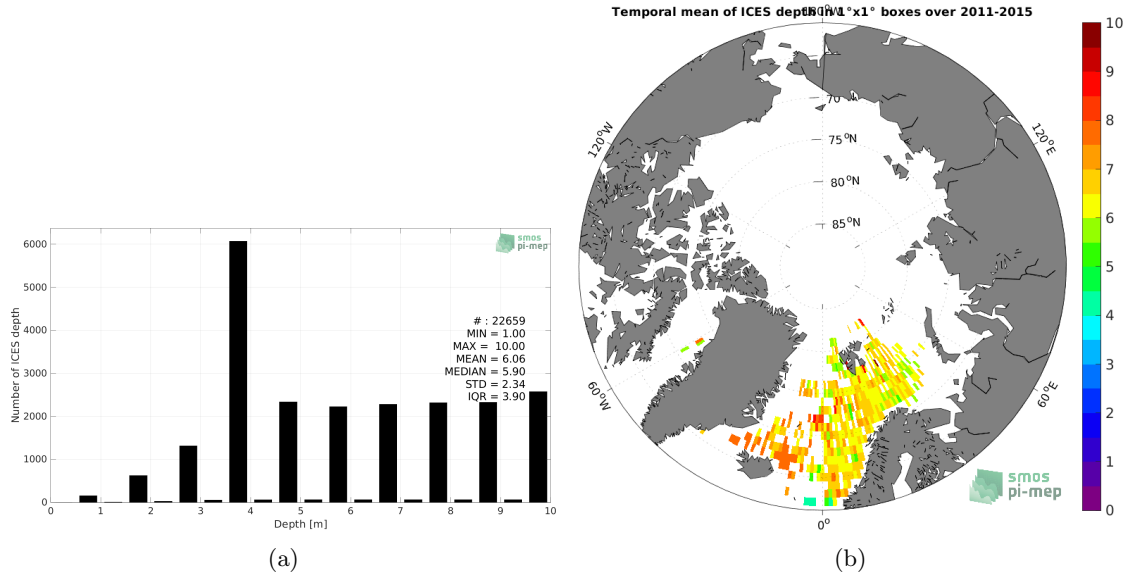 Temporal mean of ICES depth in 1°x1° boxes over 2011-2015
180°W
6000
5000
4000
3000
2000
1000
0
Number of ICES depth
smos
pi-mep
# : 22659
MIN = 1.00
MAX = 10.00
MEAN = 6.06
MEDIAN = 5.90
STD = 2.34
IQR = 3.90
0 1 2 3 4 5 6 7 8 9 10
Depth [m]
(a)
120°W
120°E
70°N
75°N
80°N
85°N
60°W
60°E
0°
smos
pi-mep
10
9
8
7
6
5
4
3
2
1
0
(b)